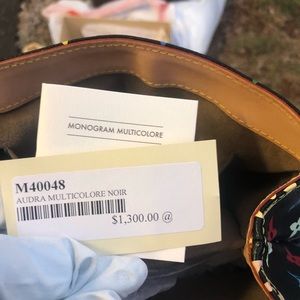 MONOGRAM MULTICOLORE
M40048
AUDRA MULTICOLORE NOIR
$1,300.00 @